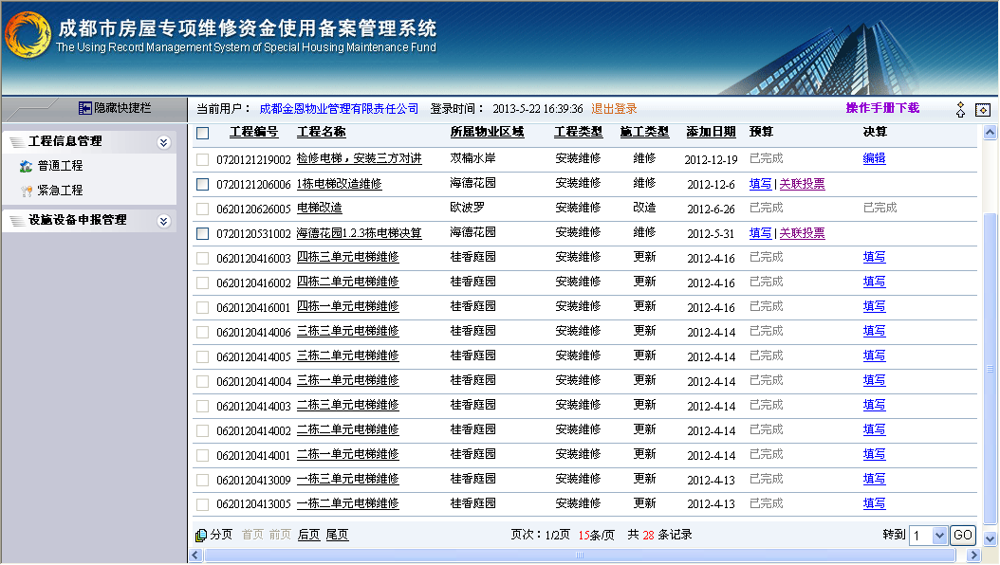 成都市房屋专项维修资金使用备案管理系统
The Using Record Management System of Special Housing Maintenance Fund
隐藏快捷栏
当前用户： 成都金恩物业管理有限责任公司 登录时间： 2013-5-22 16:39:36 退出登录 操作手册下载
工程信息管理
普通工程
紧急工程
设施设备申报管理
工程编号 工程名称 所属物业区域 工程类型 施工类型 添加日期 预算 决算
0720121219002 检修电梯，安装三方对讲 双楠水岸 安装维修 维修 2012-12-19 已完成 编辑
0720121206006 1栋电梯改造维修 海德花园 安装维修 维修 2012-12-6 填写 | 关联投票
0620120626005 电梯改造 欧波罗 安装维修 改造 2012-6-26 已完成 已完成
0720120531002 海德花园1.2.3栋电梯决算 海德花园 安装维修 维修 2012-5-31 填写 | 关联投票
0620120416003 四栋三单元电梯维修 桂香庭园 安装维修 更新 2012-4-16 已完成 填写
0620120416002 四栋二单元电梯维修 桂香庭园 安装维修 更新 2012-4-16 已完成 填写
0620120416001 四栋一单元电梯维修 桂香庭园 安装维修 更新 2012-4-16 已完成 填写
0620120414006 三栋三单元电梯维修 桂香庭园 安装维修 更新 2012-4-14 已完成 填写
0620120414005 三栋二单元电梯维修 桂香庭园 安装维修 更新 2012-4-14 已完成 填写
0620120414004 三栋一单元电梯维修 桂香庭园 安装维修 更新 2012-4-14 已完成 填写
0620120414003 二栋三单元电梯维修 桂香庭园 安装维修 更新 2012-4-14 已完成 填写
0620120414002 二栋二单元电梯维修 桂香庭园 安装维修 更新 2012-4-14 已完成 填写
0620120414001 二栋一单元电梯维修 桂香庭园 安装维修 更新 2012-4-14 已完成 填写
0620120413009 一栋三单元电梯维修 桂香庭园 安装维修 更新 2012-4-13 已完成 填写
0620120413005 一栋二单元电梯维修 桂香庭园 安装维修 更新 2012-4-13 已完成 填写
分页 首页 前页 后页 尾页 页次：1/2页 15条/页 共 28 条记录 转到 1 GO